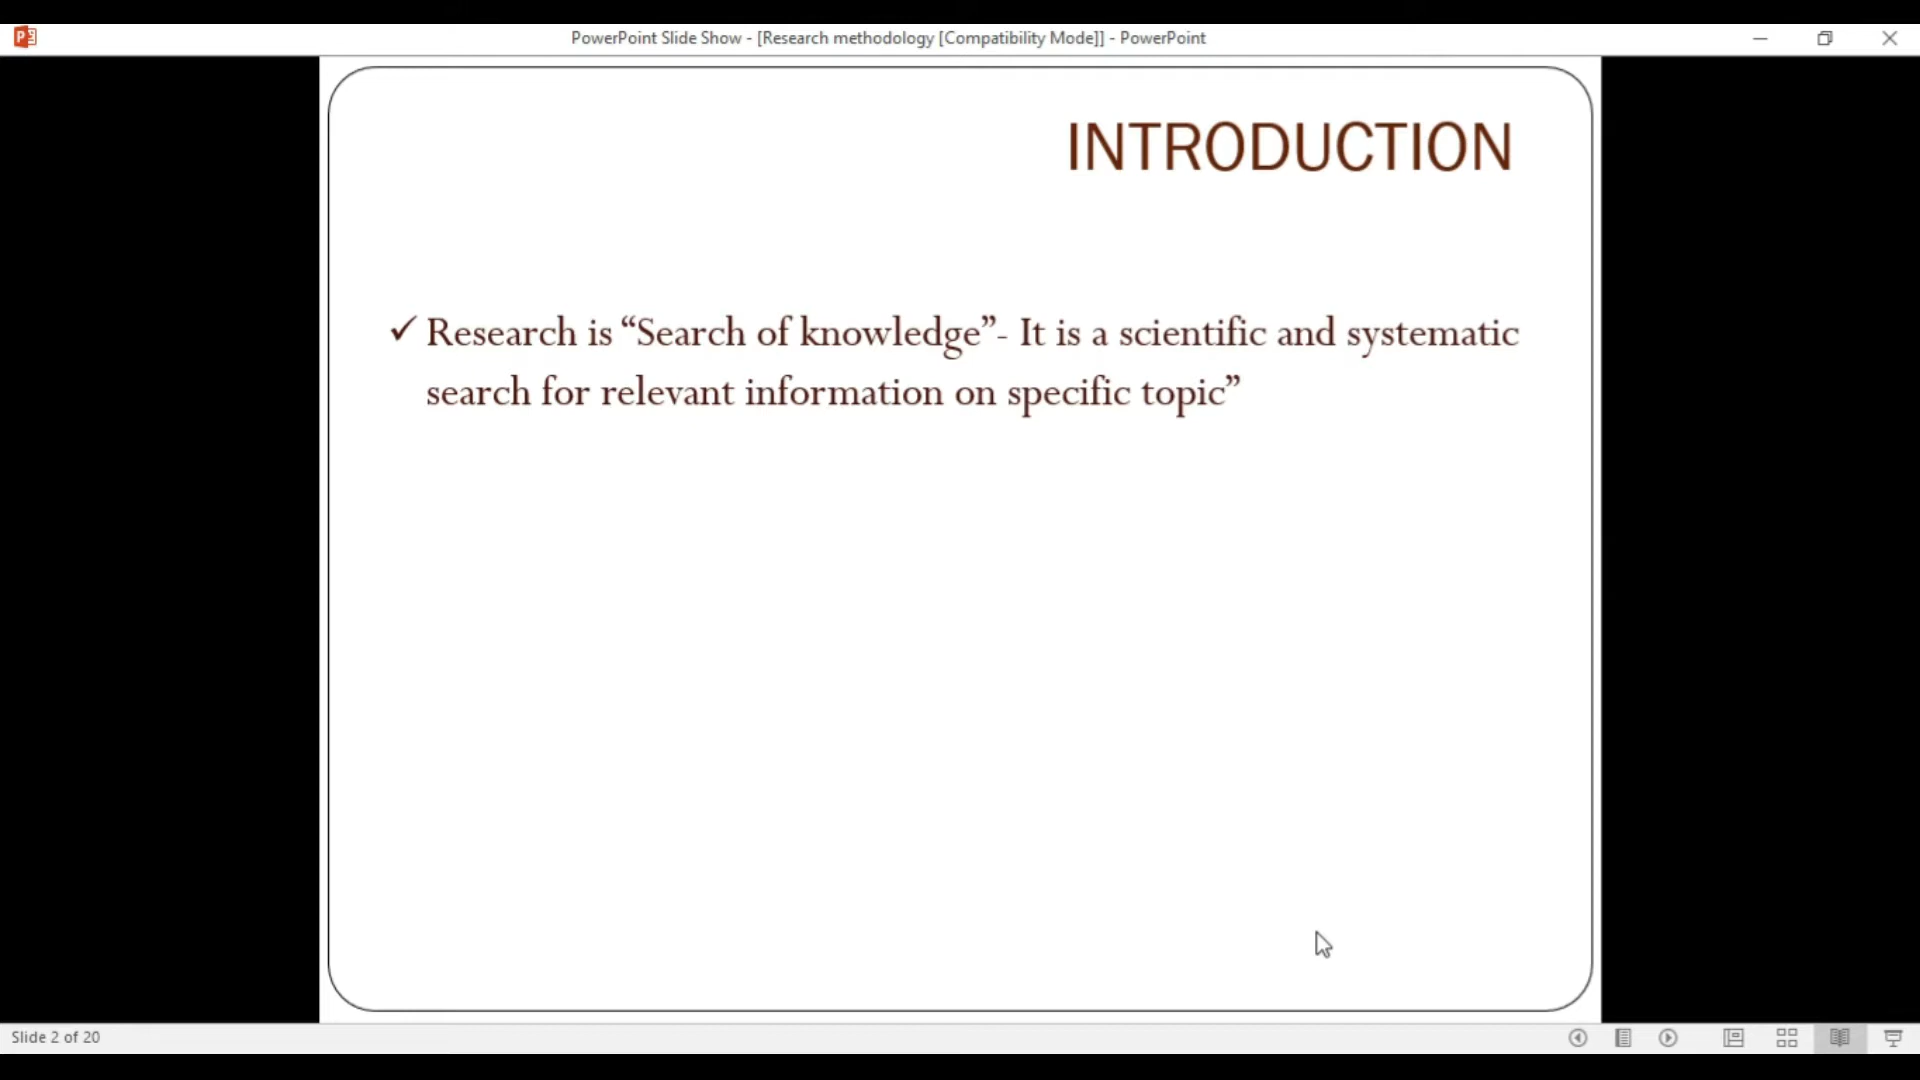 PowerPoint Slide Show - [Research methodology [Compatibility Mode]] - PowerPoint
INTRODUCTION
✓ Research is “Search of knowledge”- It is a scientific and systematic
search for relevant information on specific topic”
Slide 2 of 20